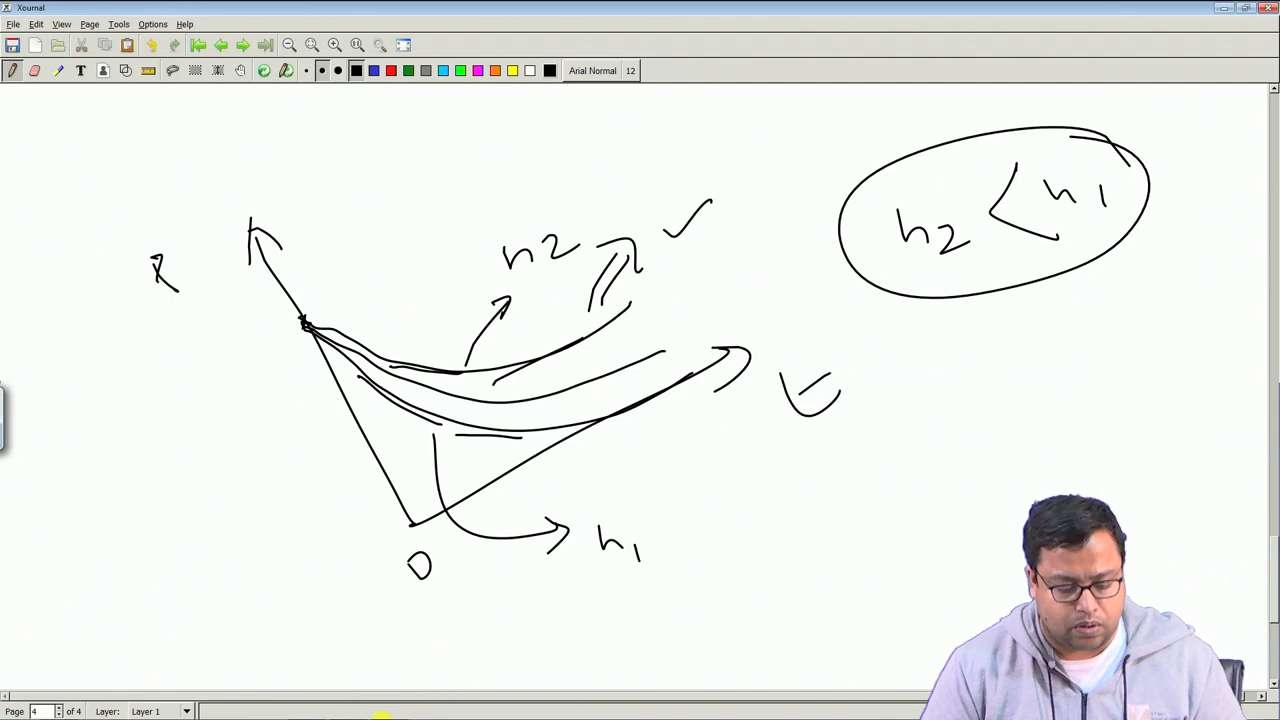 Xournal
File Edit View Page Tools Options Help
Arial Normal 12
h2 < h1
h2
x
t
h1
0
Page 4 of 4 Layer: Layer 1